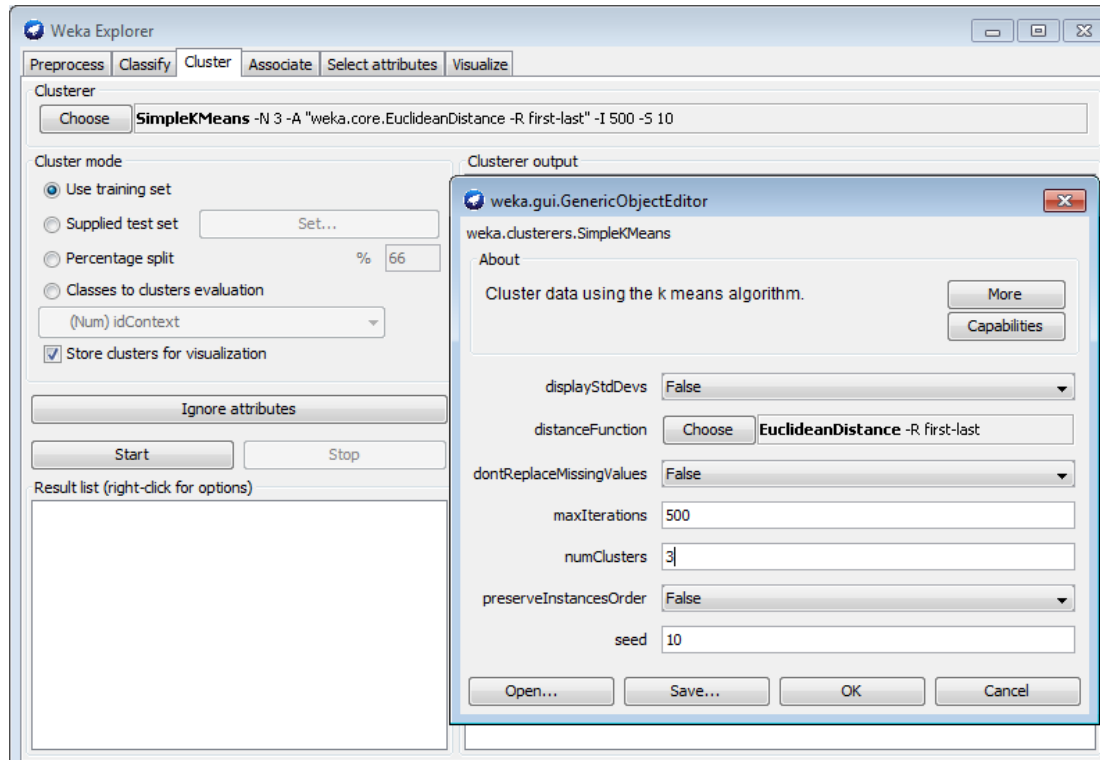 Weka Explorer
Preprocess Classify Cluster Associate Select attributes Visualize
Clusterer
Choose SimpleKMeans -N 3 -A "weka.core.EuclideanDistance -R first-last" -I 500 -S 10
Cluster mode
Use training set
Supplied test set Set...
Percentage split % 66
Classes to clusters evaluation
(Num) idContext
Store clusters for visualization
Ignore attributes
Start Stop
Result list (right-click for options)
Clusterer output
weka.gui.GenericObjectEditor
weka.clusterers.SimpleKMeans
About
Cluster data using the k means algorithm.
More
Capabilities
displayStdDevs False
distanceFunction Choose EuclideanDistance -R first-last
dontReplaceMissingValues False
maxIterations 500
numClusters 3
preserveInstancesOrder False
seed 10
Open... Save... OK Cancel